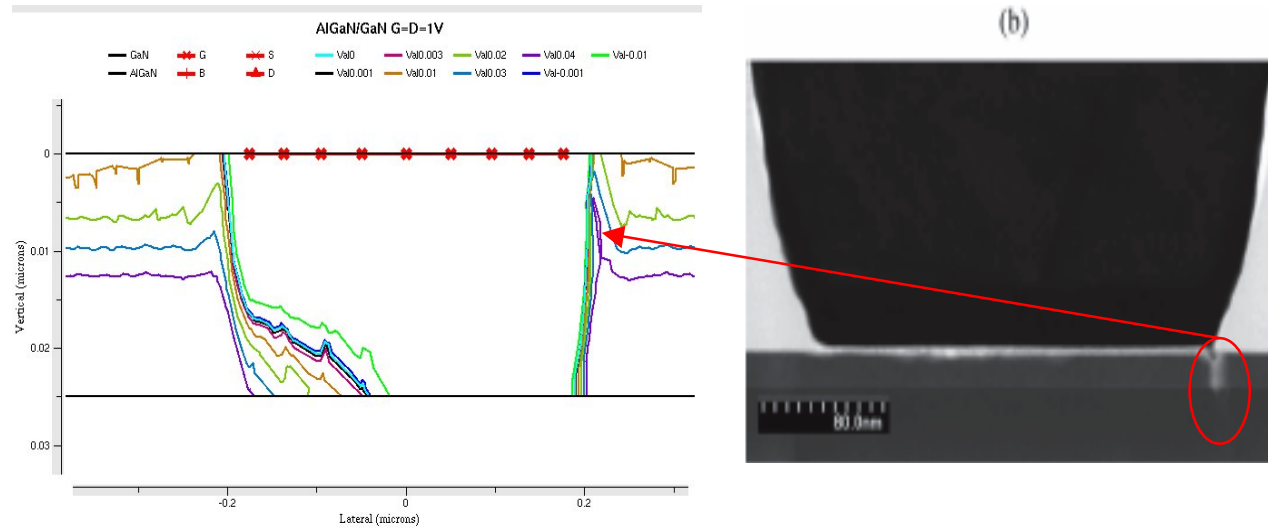 AlGaN/GaN G=D=1V
GaN G S Val0 Val0.003 Val0.02 Val0.04 Val-0.01
AlGaN B D Val0.001 Val0.01 Val0.03 Val-0.001
0
0.01
0.02
0.03
Vertical (microns)
-0.2 0 0.2
Lateral (microns)
(b)
80.0nm